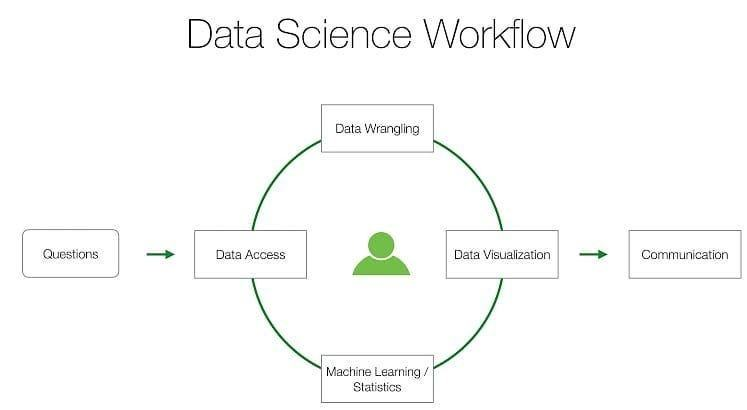 Data Science Workflow
Data Wrangling
Questions
Data Access
Data Visualization
Communication
Machine Learning /
Statistics